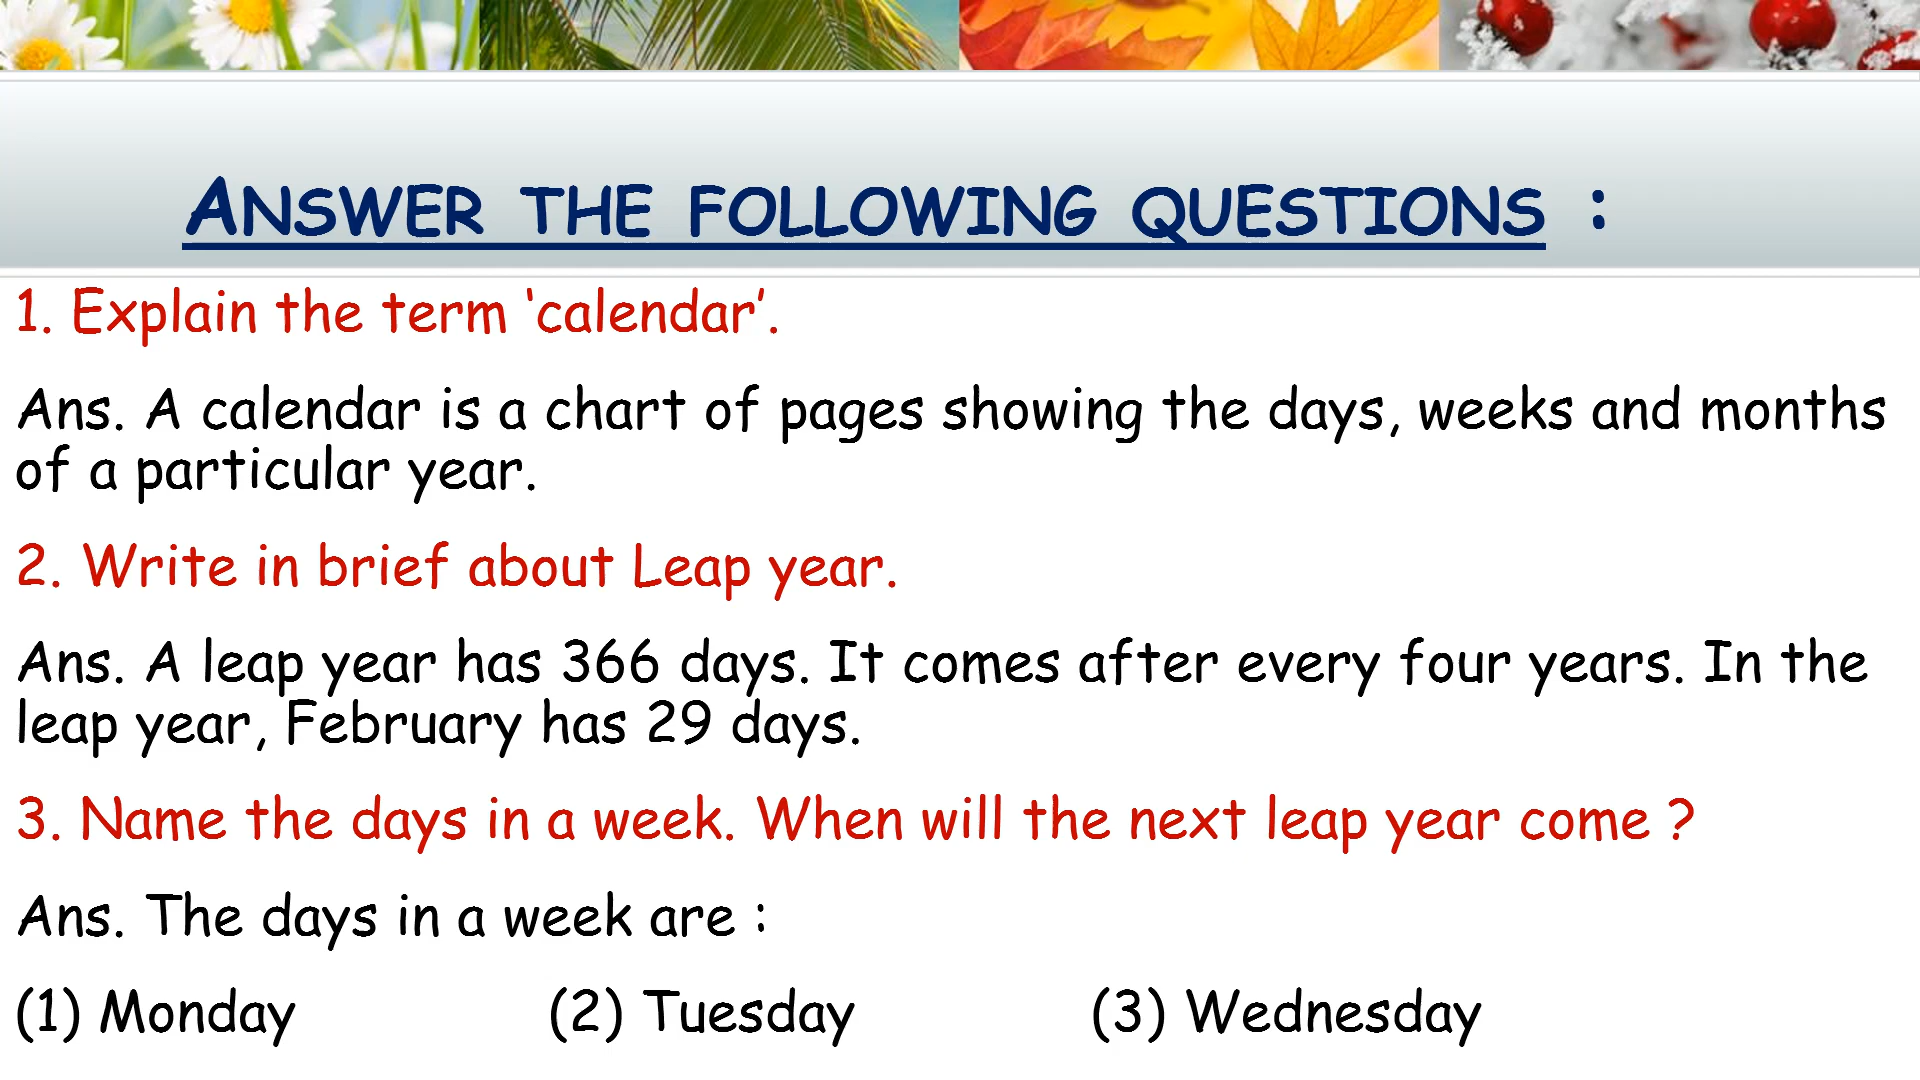 ANSWER THE FOLLOWING QUESTIONS :
1. Explain the term ‘calendar’.
Ans. A calendar is a chart of pages showing the days, weeks and months
of a particular year.
2. Write in brief about Leap year.
Ans. A leap year has 366 days. It comes after every four years. In the
leap year, February has 29 days.
3. Name the days in a week. When will the next leap year come ?
Ans. The days in a week are :
(1) Monday (2) Tuesday (3) Wednesday